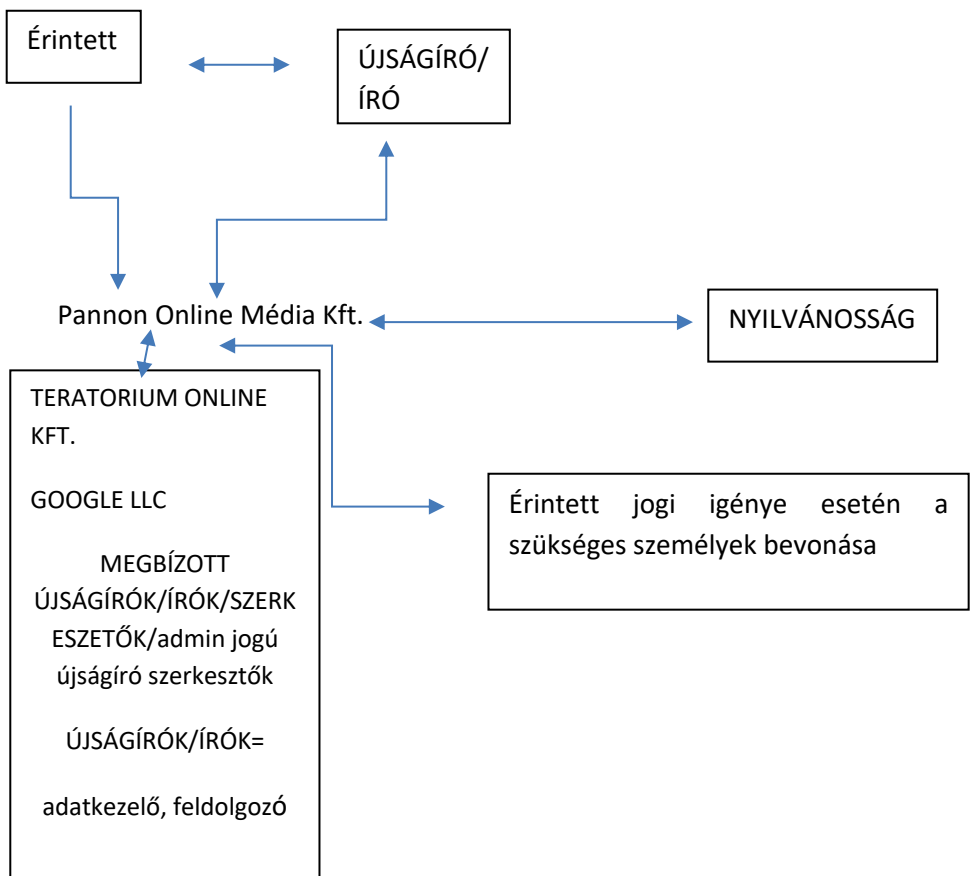 Érintett
ÚJSÁGÍRÓ/
ÍRÓ
Pannon Online Média Kft.
NYILVÁNOSSÁG
TERATORIUM ONLINE
KFT.
GOOGLE LLC
MEGBÍZOTT
ÚJSÁGÍRÓK/ÍRÓK/SZERK
ESZETŐK/admin jogú
újságíró szerkesztők
ÚJSÁGÍRÓK/ÍRÓK=
adatkezelő, feldolgozó
Érintett jogi igénye esetén a
szükséges személyek bevonása